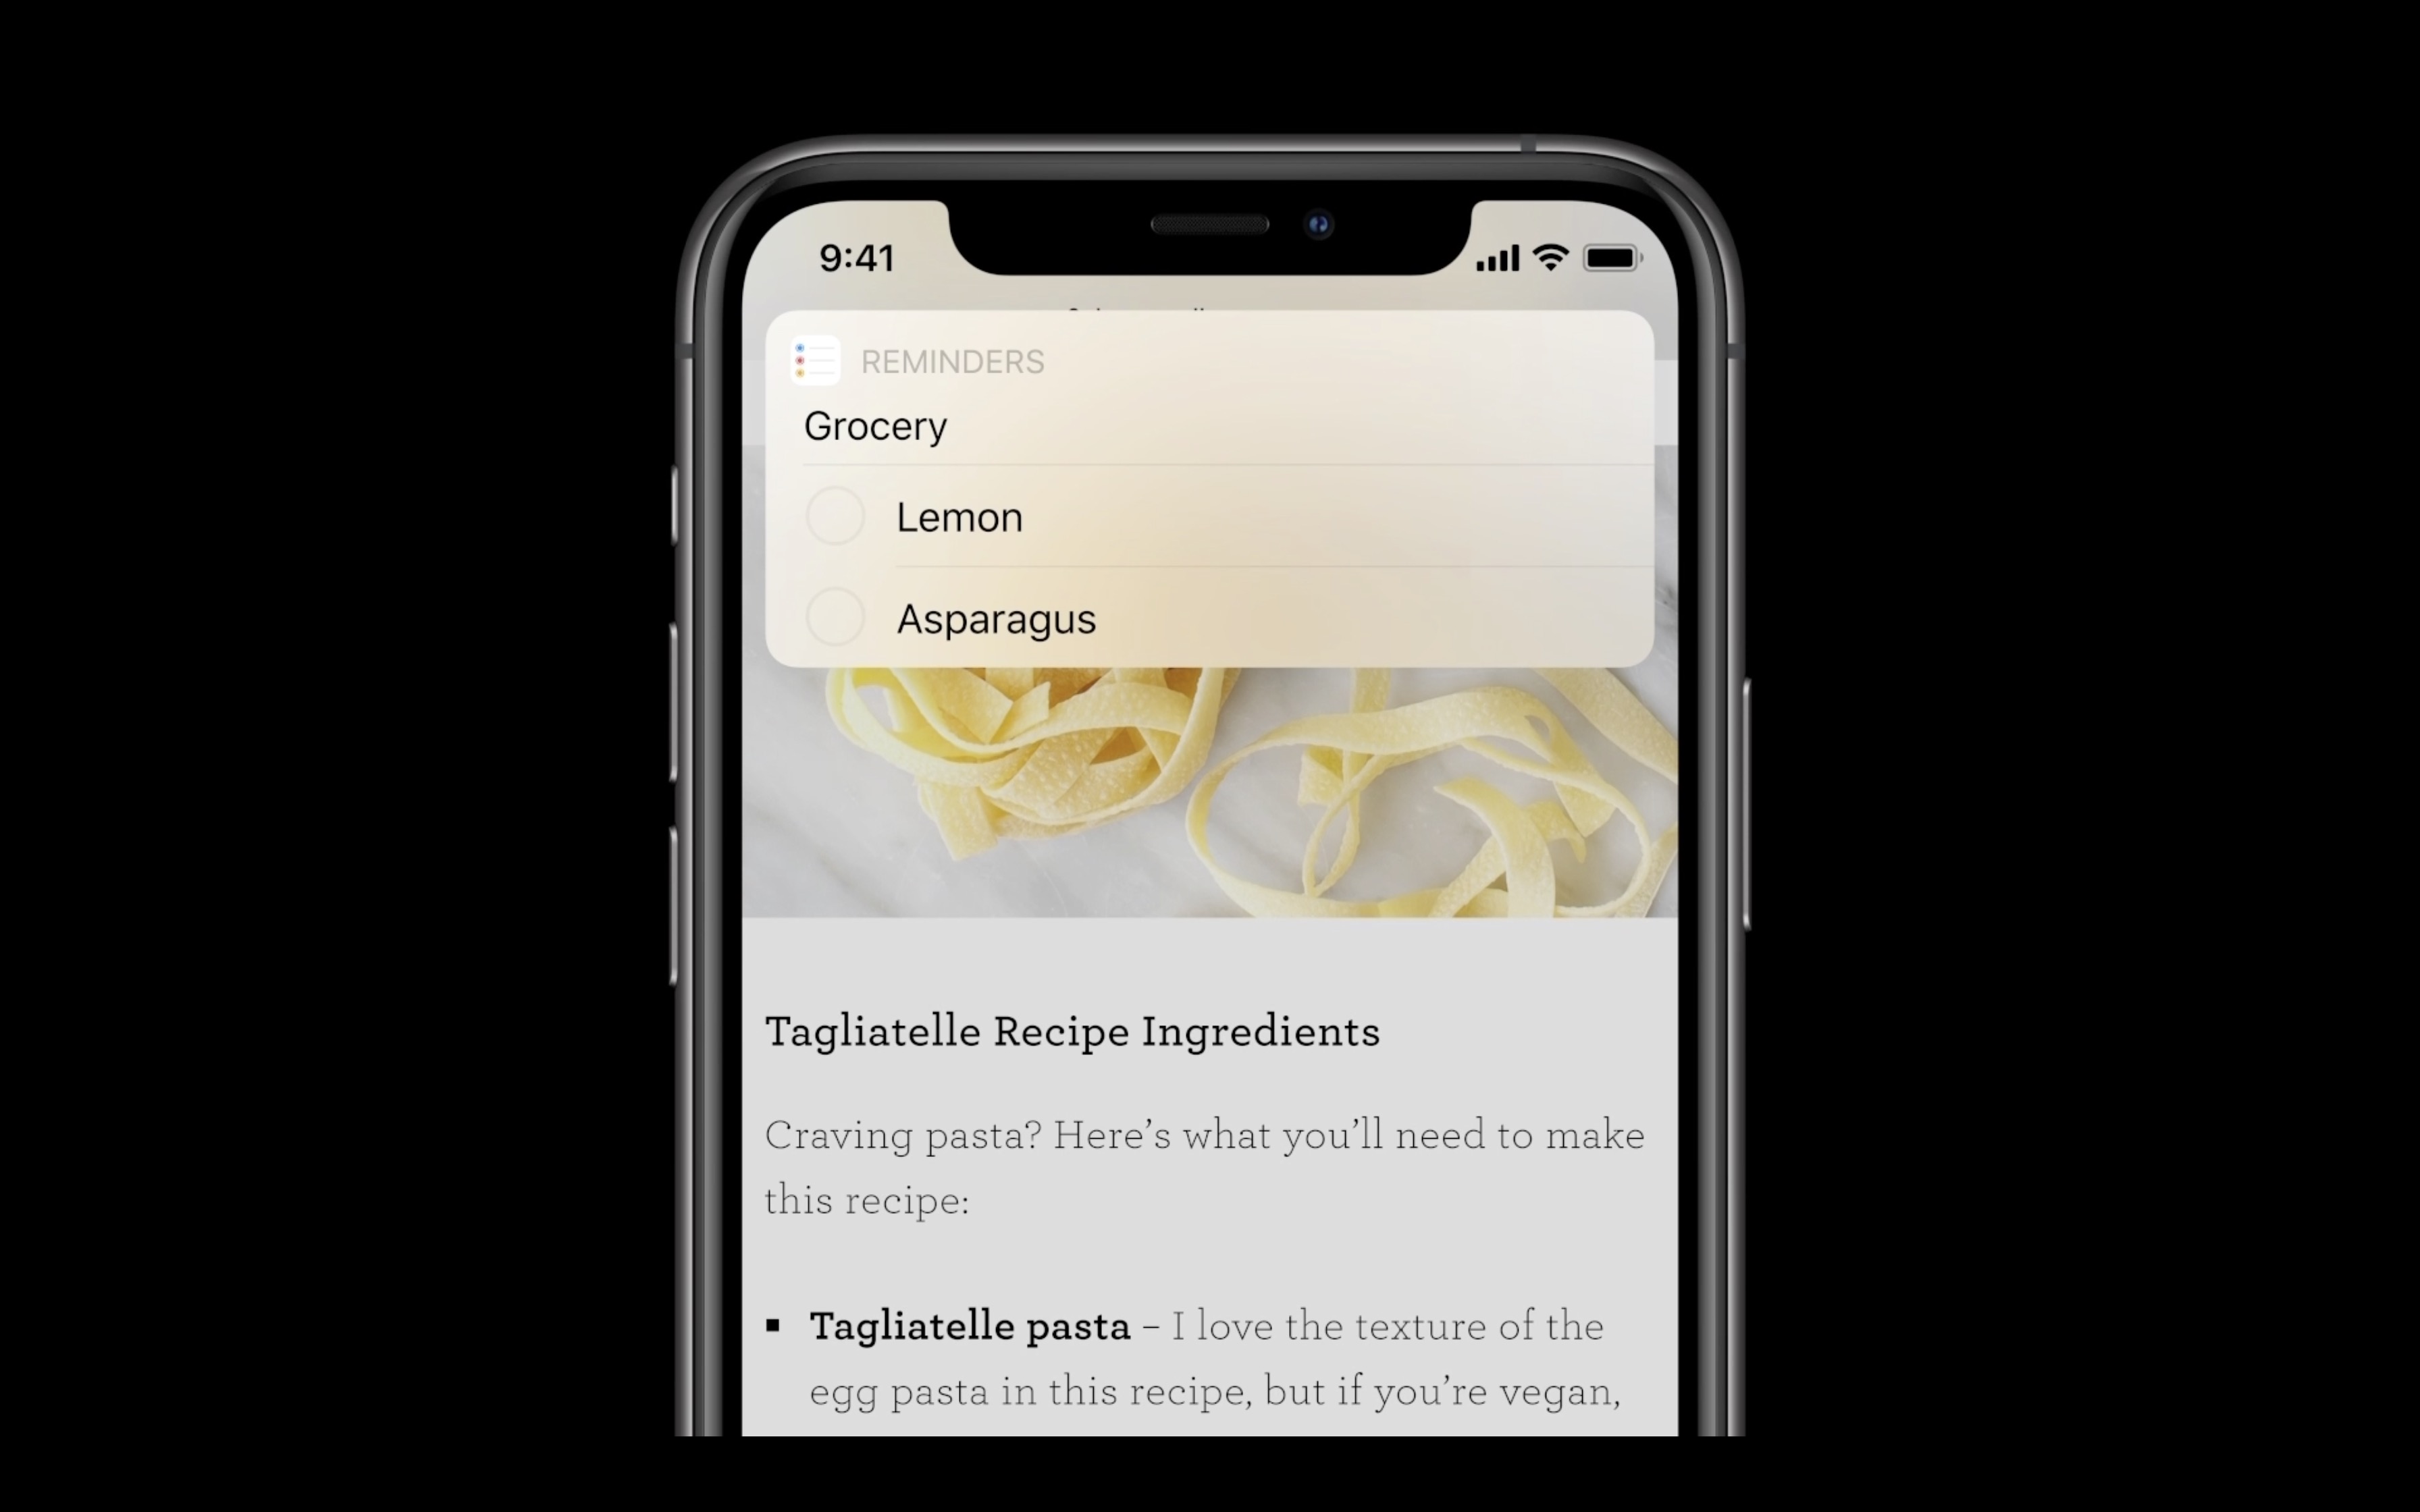 9:41
REMINDERS
Grocery
Lemon
Asparagus
Tagliatelle Recipe Ingredients
Craving pasta? Here’s what you’ll need to make
this recipe:
▪ Tagliatelle pasta – I love the texture of the
egg pasta in this recipe, but if you’re vegan,